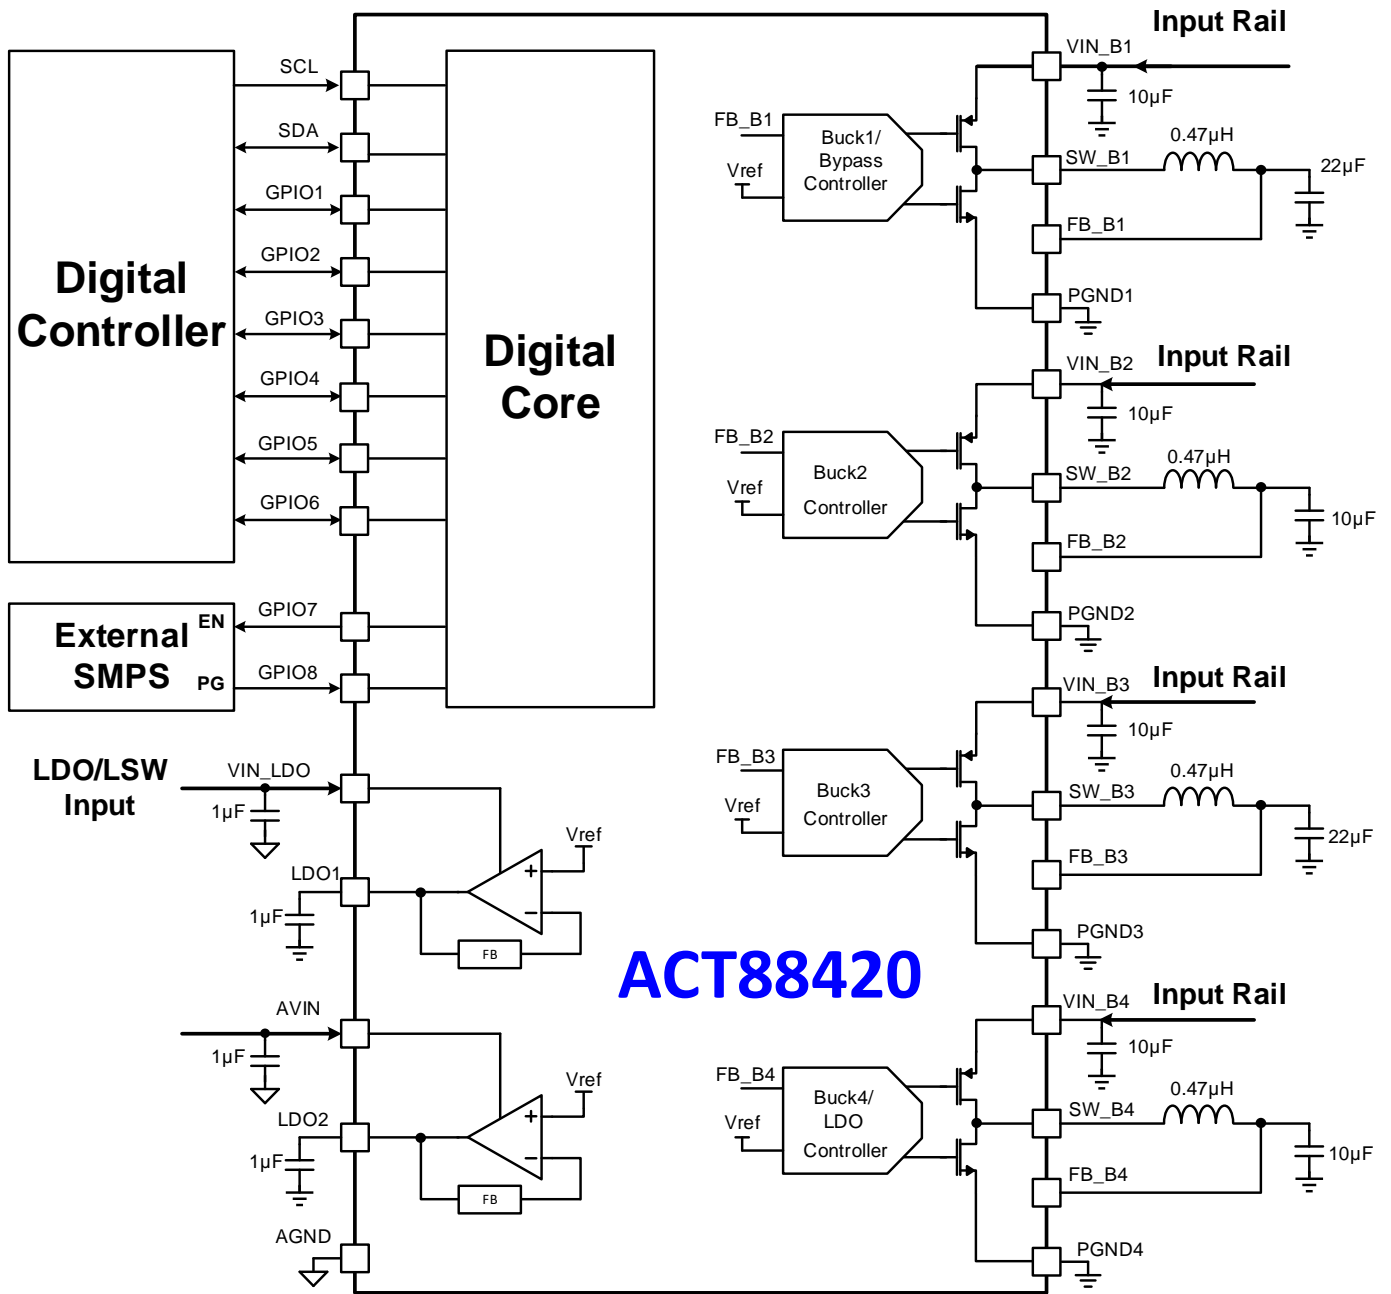 Digital
Controller
SCL
SDA
GPIO1
GPIO2
GPIO3
GPIO4
GPIO5
GPIO6
Digital
Core
External
SMPS
EN
PG
GPIO7
GPIO8
LDO/LSW
Input
VIN_LDO
1µF
LDO1
1µF
Vref
+
−
FB
AVIN
1µF
LDO2
1µF
Vref
+
−
FB
AGND
ACT88420
Input Rail
VIN_B1
10µF
FB_B1
Vref
Buck1/
Bypass
Controller
SW_B1
0.47µH
22µF
FB_B1
PGND1
Input Rail
VIN_B2
10µF
FB_B2
Vref
Buck2
Controller
SW_B2
0.47µH
10µF
FB_B2
PGND2
Input Rail
VIN_B3
10µF
FB_B3
Vref
Buck3
Controller
SW_B3
0.47µH
22µF
FB_B3
PGND3
Input Rail
VIN_B4
10µF
FB_B4
Vref
Buck4/
LDO
Controller
SW_B4
0.47µH
10µF
FB_B4
PGND4